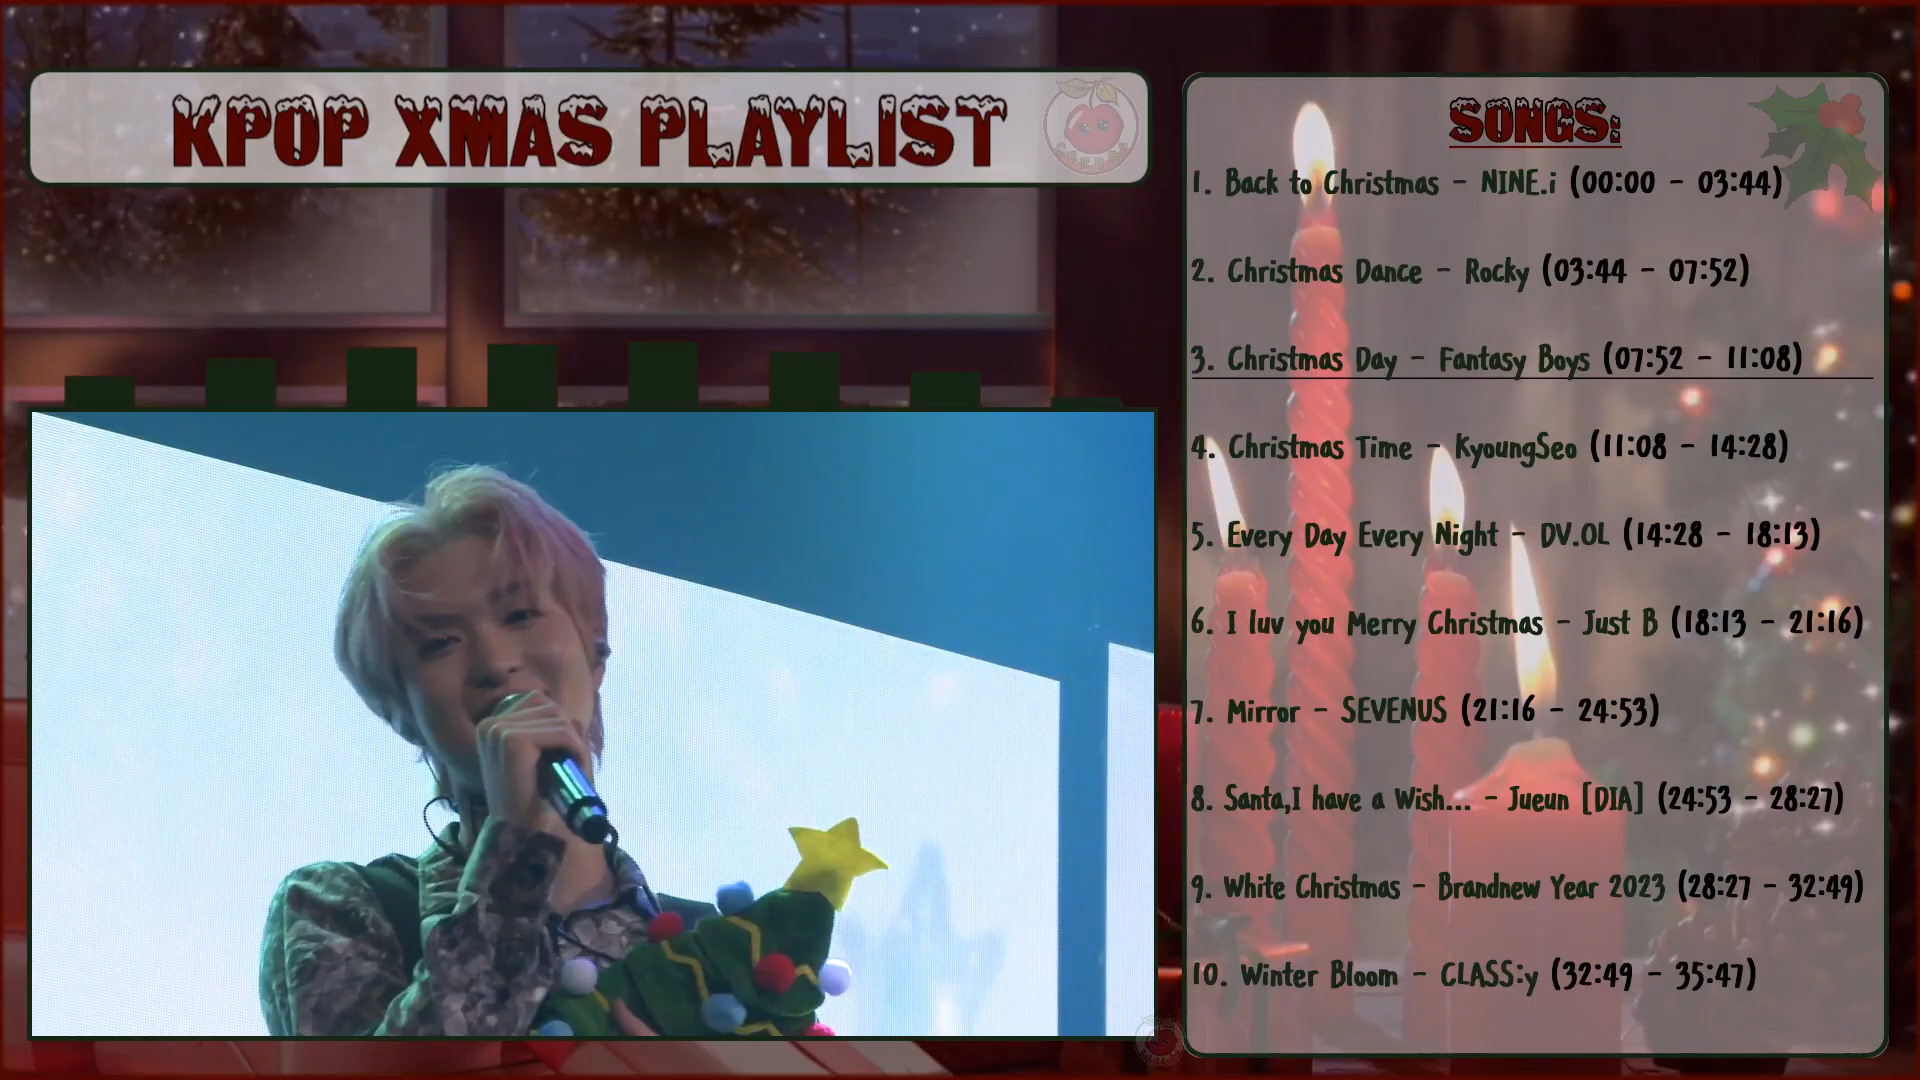 KPOP XMAS PLAYLIST
SONGS:
1. Back to Christmas - NINE.i (00:00 - 03:44)
2. Christmas Dance - Rocky (03:44 - 07:52)
3. Christmas Day - Fantasy Boys (07:52 - 11:08)
4. Christmas Time - KyoungSeo (11:08 - 14:28)
5. Every Day Every Night - DV.OL (14:28 - 18:13)
6. I luv you Merry Christmas - Just B (18:13 - 21:16)
7. Mirror - SEVENUS (21:16 - 24:53)
8. Santa,I have a Wish... - Jueun [DIA] (24:53 - 28:27)
9. White Christmas - Brandnew Year 2023 (28:27 - 32:49)
10. Winter Bloom - CLASS:y (32:49 - 35:47)